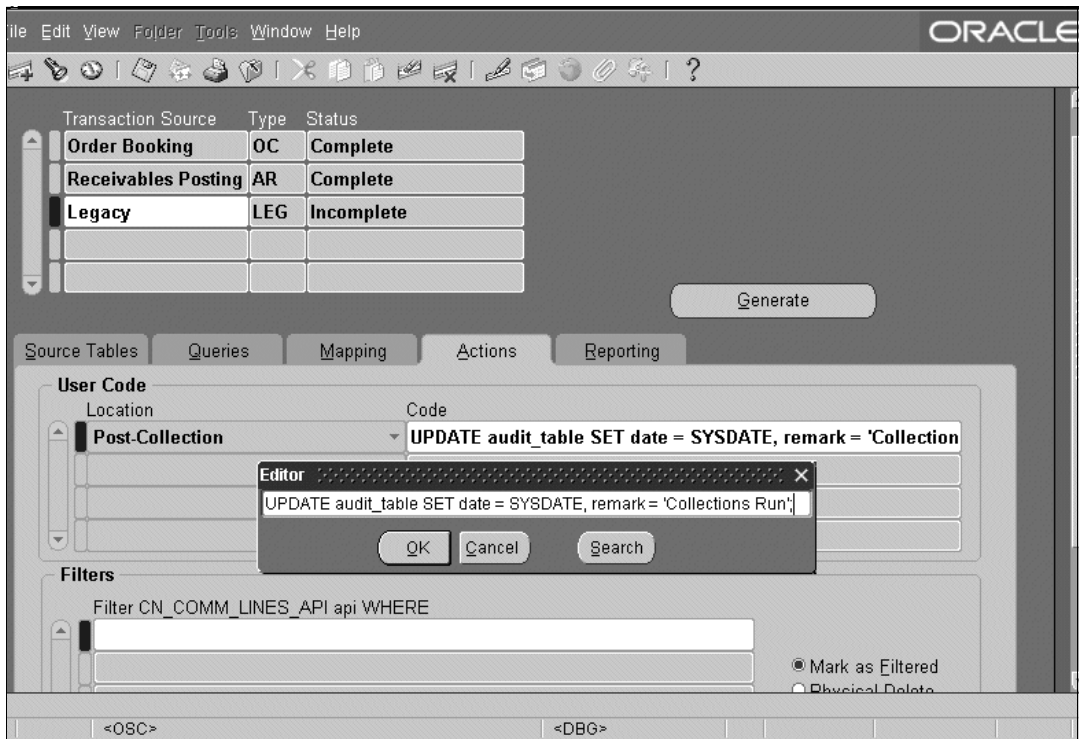 ile Edit View Folder Tools Window Help
ORACLE
?
Transaction Source Type Status
Order Booking OC Complete
Receivables Posting AR Complete
Legacy LEG Incomplete
Generate
Source Tables Queries Mapping Actions Reporting
User Code
Location Code
Post-Collection UPDATE audit_table SET date = SYSDATE, remark = 'Collection
Editor
UPDATE audit_table SET date = SYSDATE, remark = 'Collections Run';
OK Cancel Search
Filters
Filter CN_COMM_LINES_API api WHERE
Mark as Filtered
Physical Delete
<OSC> <DBG>